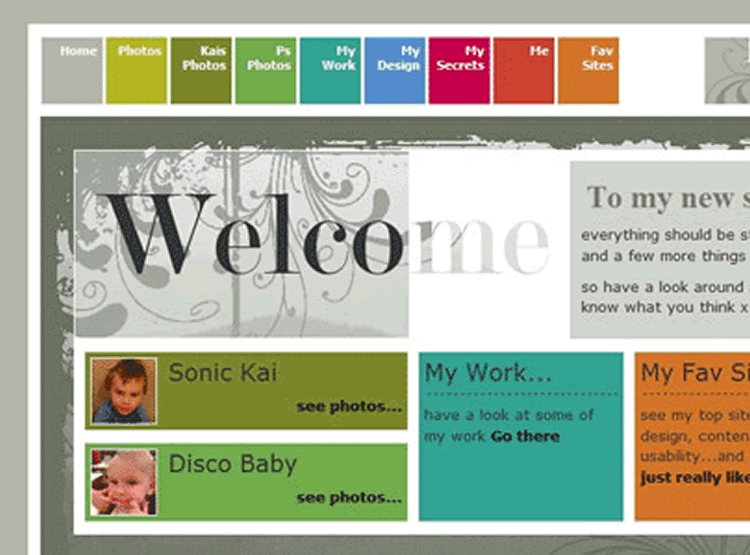 Home
Photos
Kais
Photos
Ps
Photos
My
Work
My
Design
My
Secrets
Me
Fav
Sites
Welcome
To my new
everything should be
and a few more things
so have a look around
know what you think x
Sonic Kai
see photos...
Disco Baby
see photos...
My Work...
have a look at some of
my work Go there
My Fav
see my top
design,
usability...and
just really like